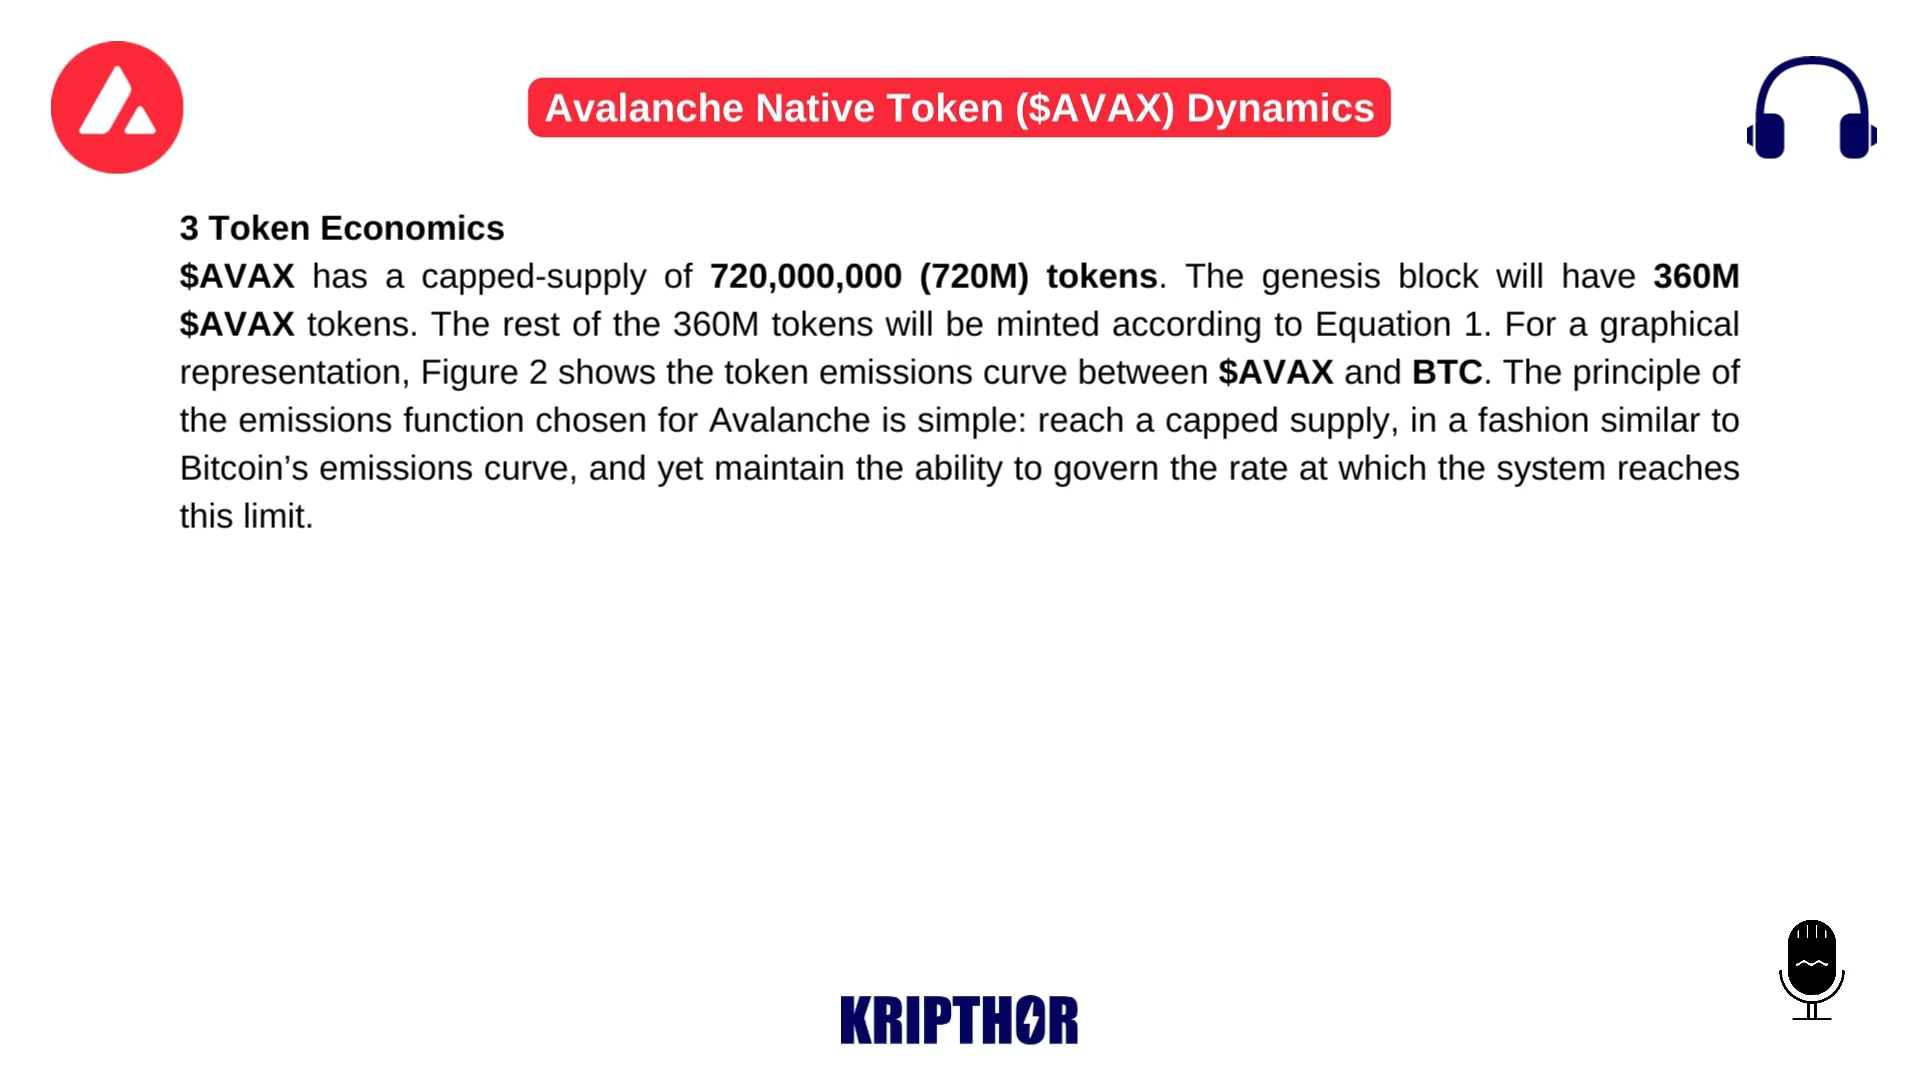 Avalanche Native Token ($AVAX) Dynamics
3 Token Economics
$AVAX has a capped-supply of 720,000,000 (720M) tokens. The genesis block will have 360M
$AVAX tokens. The rest of the 360M tokens will be minted according to Equation 1. For a graphical
representation, Figure 2 shows the token emissions curve between $AVAX and BTC. The principle of
the emissions function chosen for Avalanche is simple: reach a capped supply, in a fashion similar to
Bitcoin’s emissions curve, and yet maintain the ability to govern the rate at which the system reaches
this limit.
KRIPTHOR